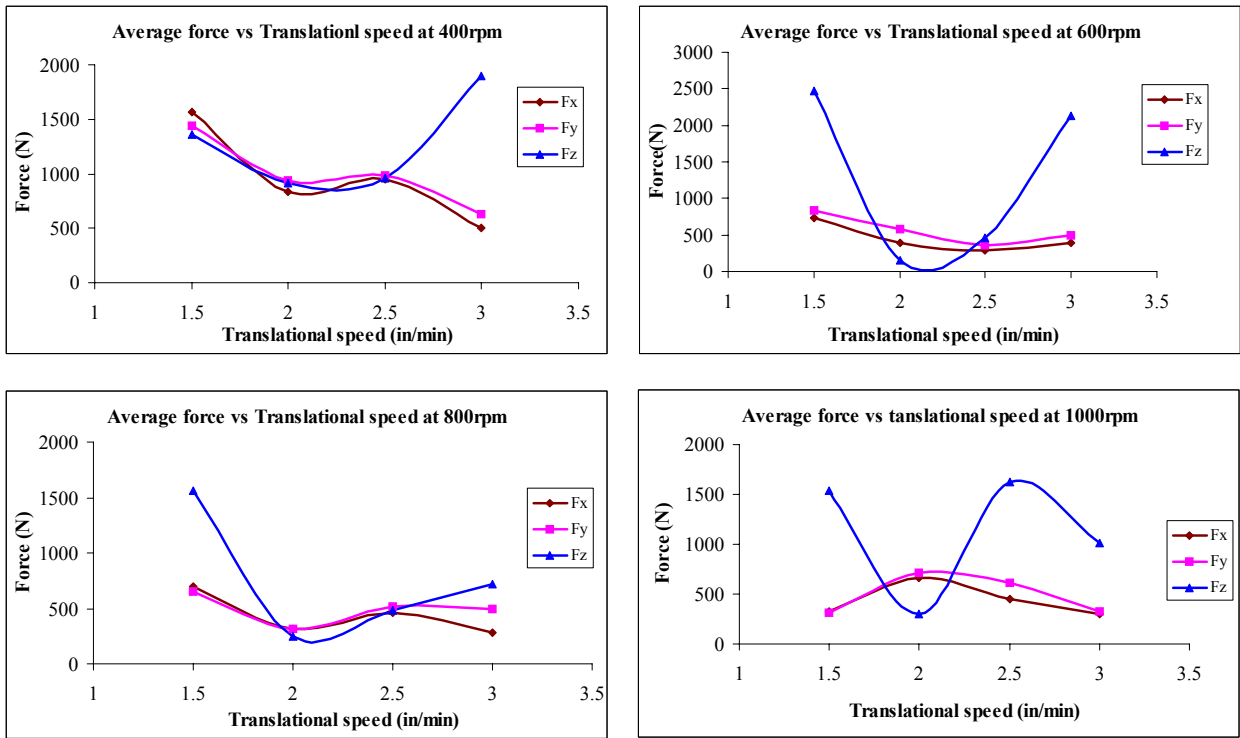 Average force vs Translationl speed at 400rpm
Force (N)
2000
1500
1000
500
0
1 1.5 2 2.5 3 3.5
Translational speed (in/min)
Fx
Fy
Fz
Average force vs Translational speed at 600rpm
Force(N)
3000
2500
2000
1500
1000
500
0
1 1.5 2 2.5 3 3.5
Translational speed (in/min)
Fx
Fy
Fz
Average force vs Translational speed at 800rpm
Force (N)
2000
1500
1000
500
0
1 1.5 2 2.5 3 3.5
Translational speed (in/min)
Fx
Fy
Fz
Average force vs tanslational speed at 1000rpm
Force (N)
2000
1500
1000
500
0
1 1.5 2 2.5 3 3.5
Translational speed (in/min)
Fx
Fy
Fz